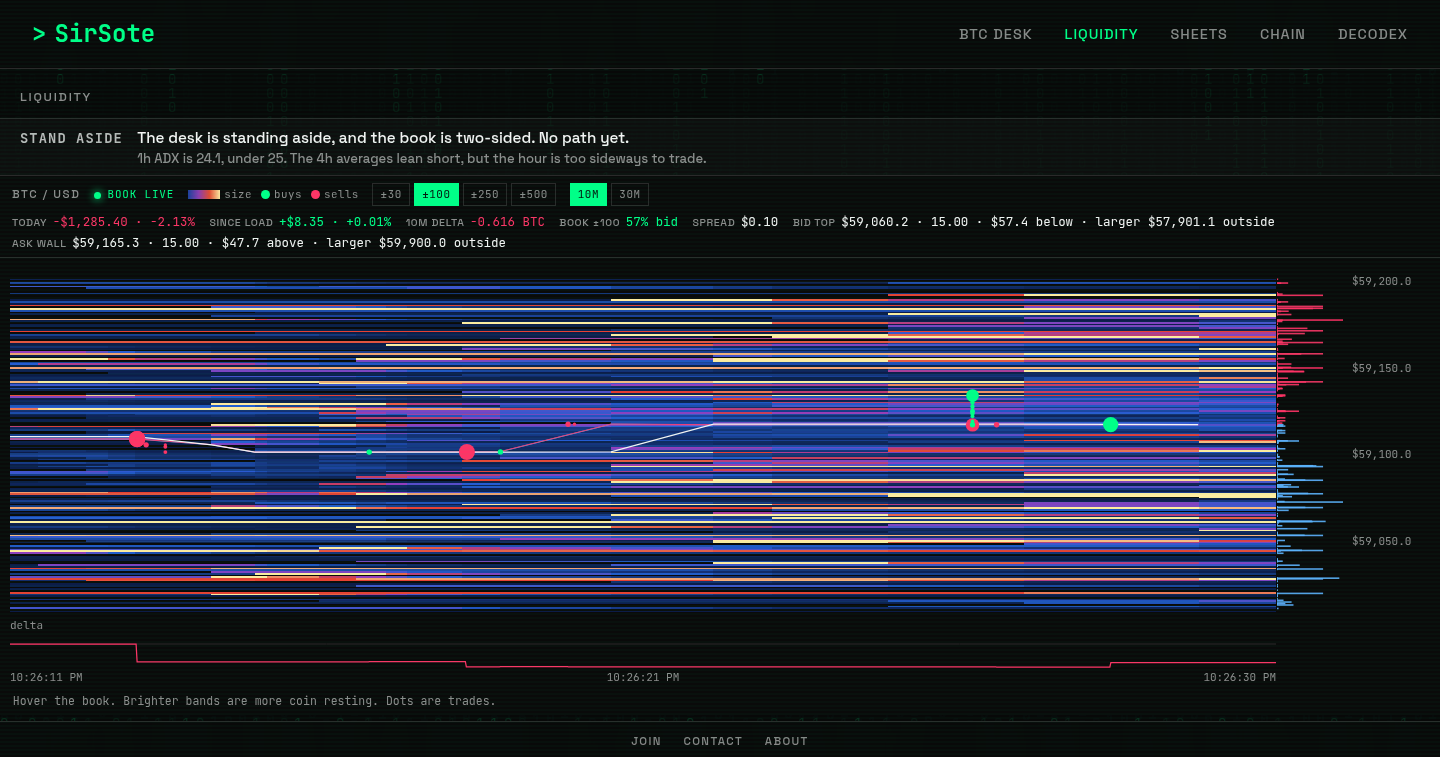 > SirSote
BTC DESK LIQUIDITY SHEETS CHAIN DECODEX
LIQUIDITY
STAND ASIDE The desk is standing aside, and the book is two-sided. No path yet.
1h ADX is 24.1, under 25. The 4h averages lean short, but the hour is too sideways to trade.
BTC / USD BOOK LIVE size buys sells ±30 ±100 ±250 ±500 10M 30M
TODAY -$1,285.40 · -2.13% SINCE LOAD +$8.35 · +0.01% 10M DELTA -0.616 BTC BOOK ±100 57% bid SPREAD $0.10 BID TOP $59,060.2 · 15.00 · $57.4 below · larger $57,901.1 outside
ASK WALL $59,165.3 · 15.00 · $47.7 above · larger $59,900.0 outside
$59,200.0
$59,150.0
$59,100.0
$59,050.0
delta
10:26:11 PM 10:26:21 PM 10:26:30 PM
Hover the book. Brighter bands are more coin resting. Dots are trades.
JOIN CONTACT ABOUT